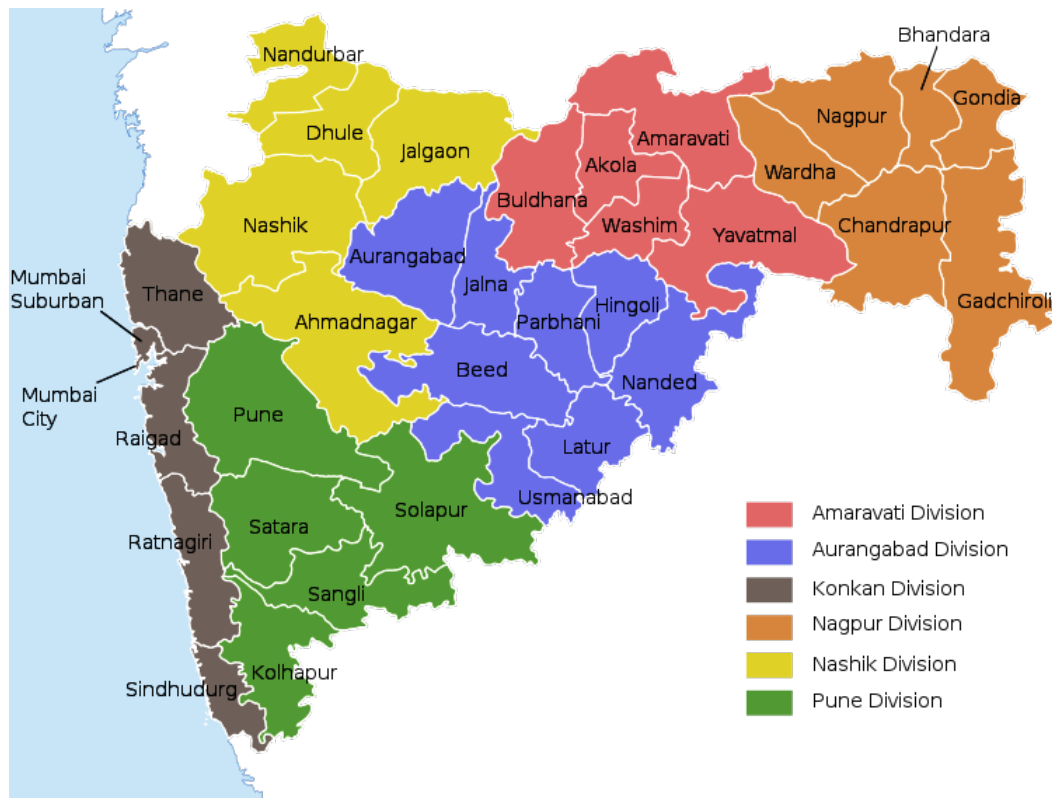 Nandurbar
Bhandara
Dhule
Jalgaon
Amaravati
Nagpur
Gondia
Akola
Wardha
Buldhana
Nashik
Washim
Yavatmal
Chandrapur
Aurangabad
Jalna
Mumbai
Suburban
Thane
Ahmadnagar
Parbhani
Hingoli
Gadchiroli
Mumbai
City
Beed
Nanded
Pune
Raigad
Latur
Usmanabad
Satara
Solapur
Ratnagiri
Sangli
Kolhapur
Sindhudurg
Amaravati Division
Aurangabad Division
Konkan Division
Nagpur Division
Nashik Division
Pune Division